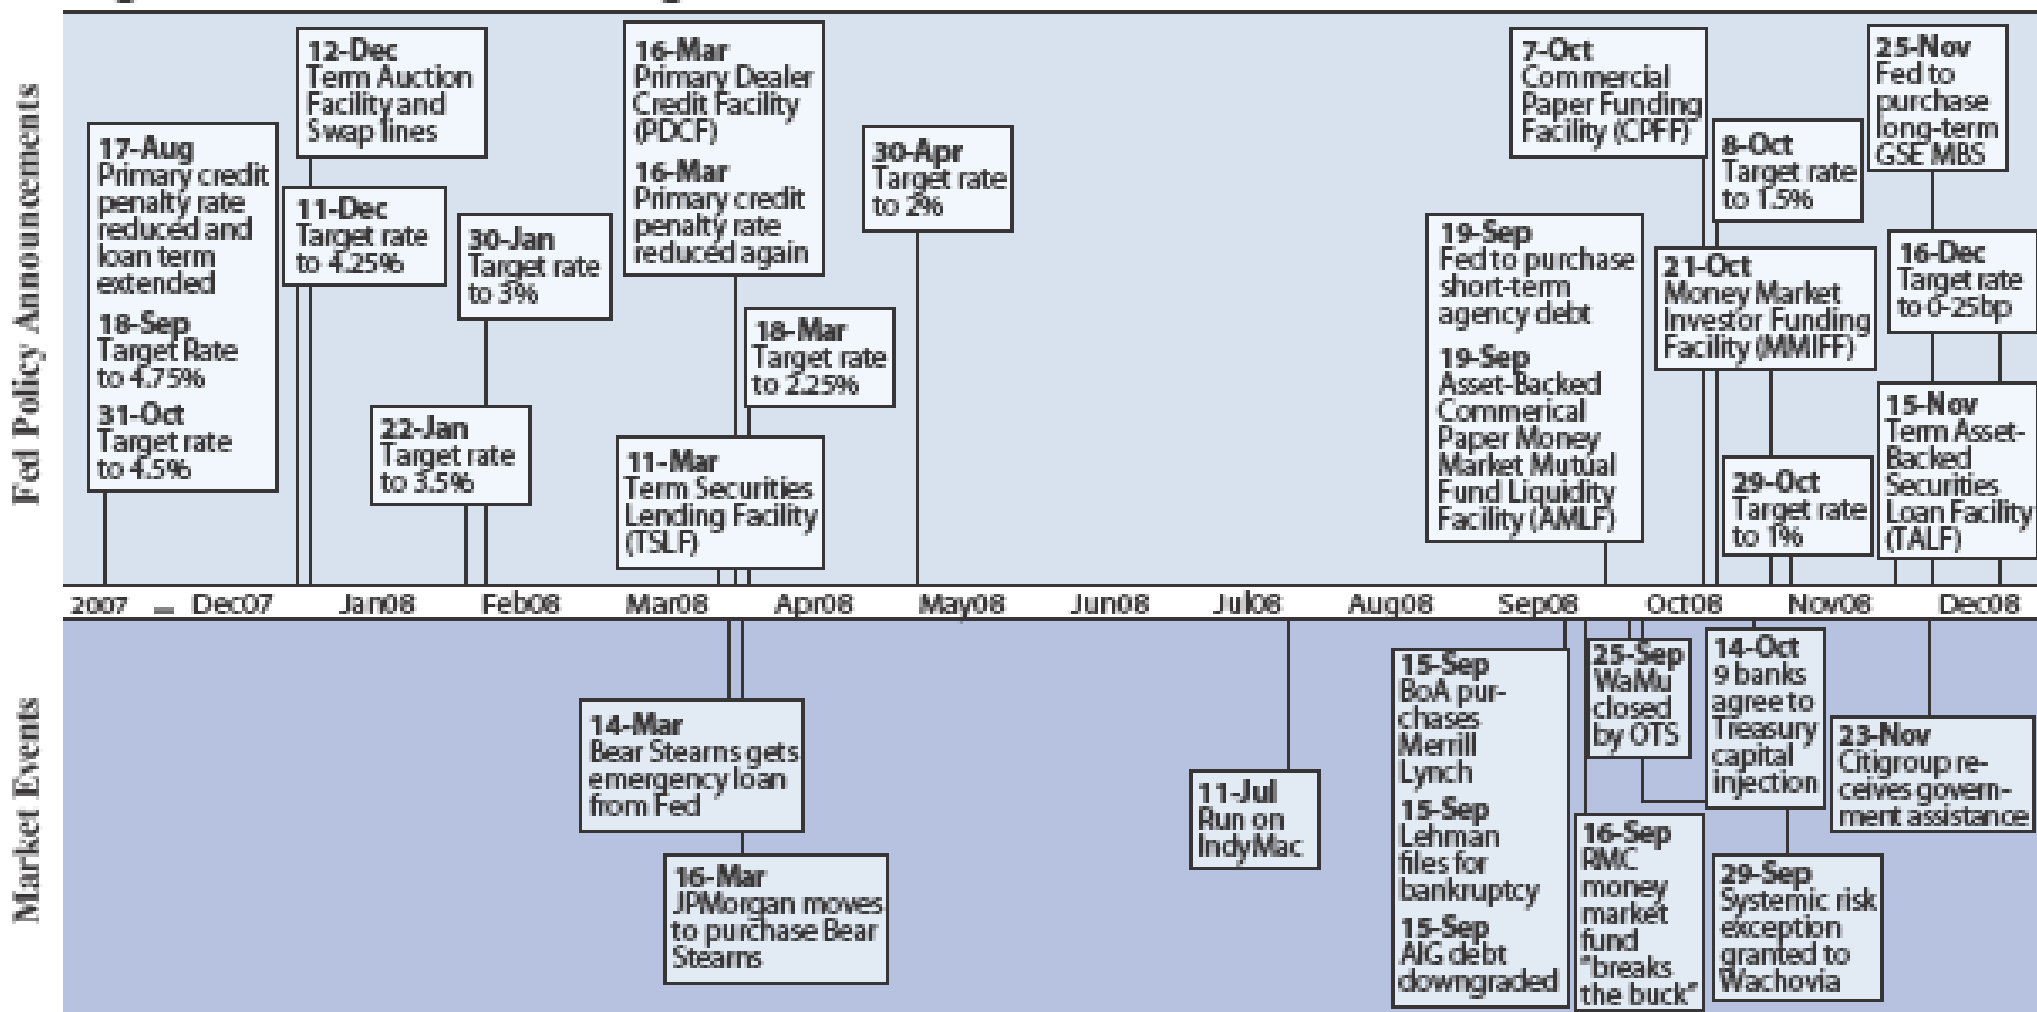 Fed Policy Announcements
17-Aug
Primary credit
penalty rate
reduced and
loan term
extended
18-Sep
Target Rate
to 4.75%
31-Oct
Target rate
to 4.5%
12-Dec
Term Auction
Facility and
Swap lines
11-Dec
Target rate
to 4.25%
22-Jan
Target rate
to 3.5%
30-Jan
Target rate
to 3%
16-Mar
Primary Dealer
Credit Facility
(PDCF)
16-Mar
Primary credit
penalty rate
reduced again
18-Mar
Target rate
to 2.25%
11-Mar
Term Securities
Lending Facility
(TSLF)
30-Apr
Target rate
to 2%
19-Sep
Fed to purchase
short-term
agency debt
19-Sep
Asset-Backed
Commerical
Paper Money
Market Mutual
Fund Liquidity
Facility (AMLF)
7-Oct
Commercial
Paper Funding
Facility (CPFF)
8-Oct
Target rate
to 1.5%
21-Oct
Money Market
Investor Funding
Facility (MMIFF)
29-Oct
Target rate
to 1%
25-Nov
Fed to
purchase
long-term
GSE MBS
16-Dec
Target rate
to 0-25bp
15-Nov
Term Asset-
Backed
Securities
Loan Facility
(TALF)
2007 – Dec07 Jan08 Feb08 Mar08 Apr08 May08 Jun08 Jul08 Aug08 Sep08 Oct08 Nov08 Dec08
Market Events
14-Mar
Bear Stearns gets
emergency loan
from Fed
16-Mar
JPMorgan moves
to purchase Bear
Stearns
11-Jul
Run on
IndyMac
15-Sep
BoA pur-
chases
Merrill
Lynch
15-Sep
Lehman
files for
bankruptcy
15-Sep
AIG debt
downgraded
25-Sep
WaMu
closed
by OTS
16-Sep
RMC
money
market
fund
"breaks
the buck"
14-Oct
9 banks
agree to
Treasury
capital
injection
29-Sep
Systemic risk
exception
granted to
Wachovia
23-Nov
Citigroup re-
ceives govern-
ment assistance